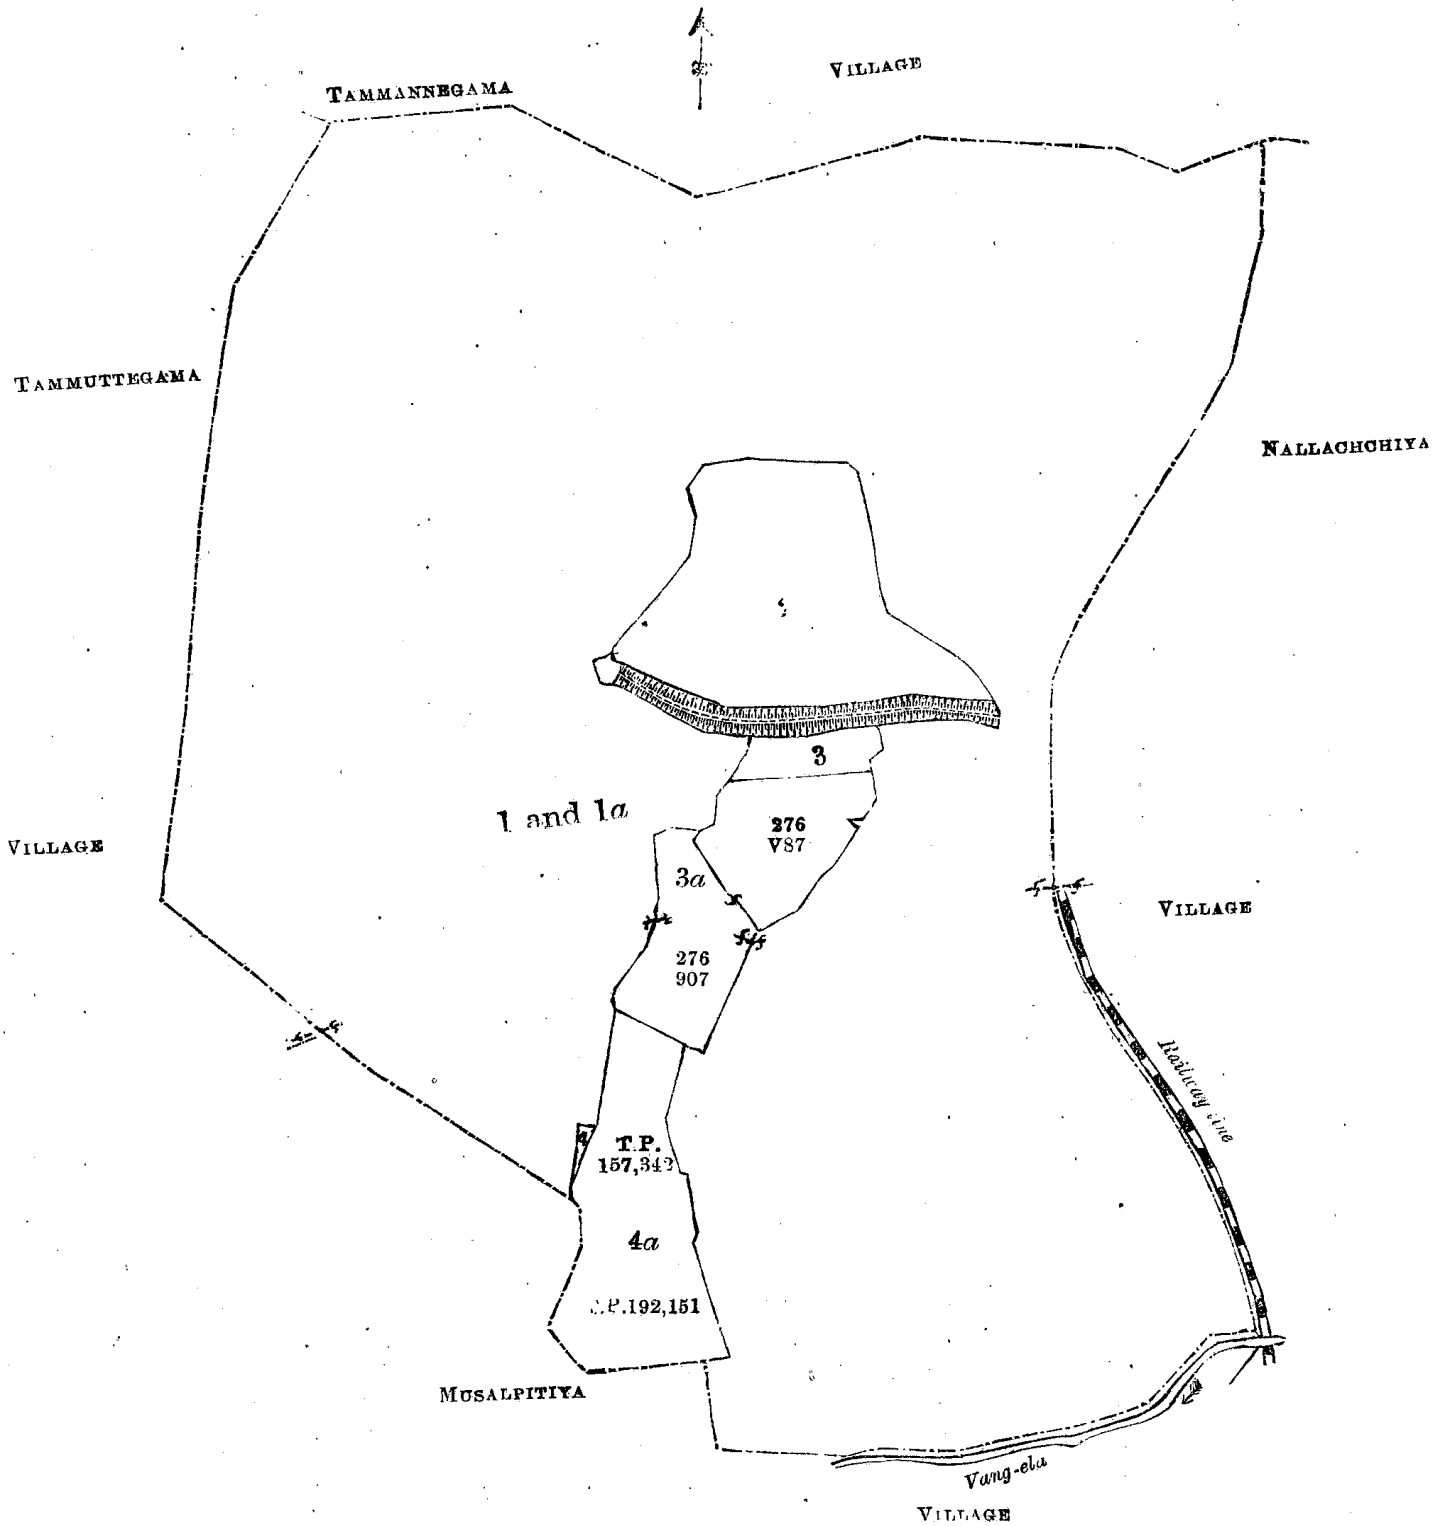 TAMMANNEGAMA VILLAGE
TAMMUTTEGAMA
NALLACHCHIYA
3
1 and 1a
276
V87
3a
VILLAGE
VILLAGE
276
907
Railway Line
T.P.
157,342
4
4a
P.192,151
MUSALPITIYA
Vang-ela
VILLAGE